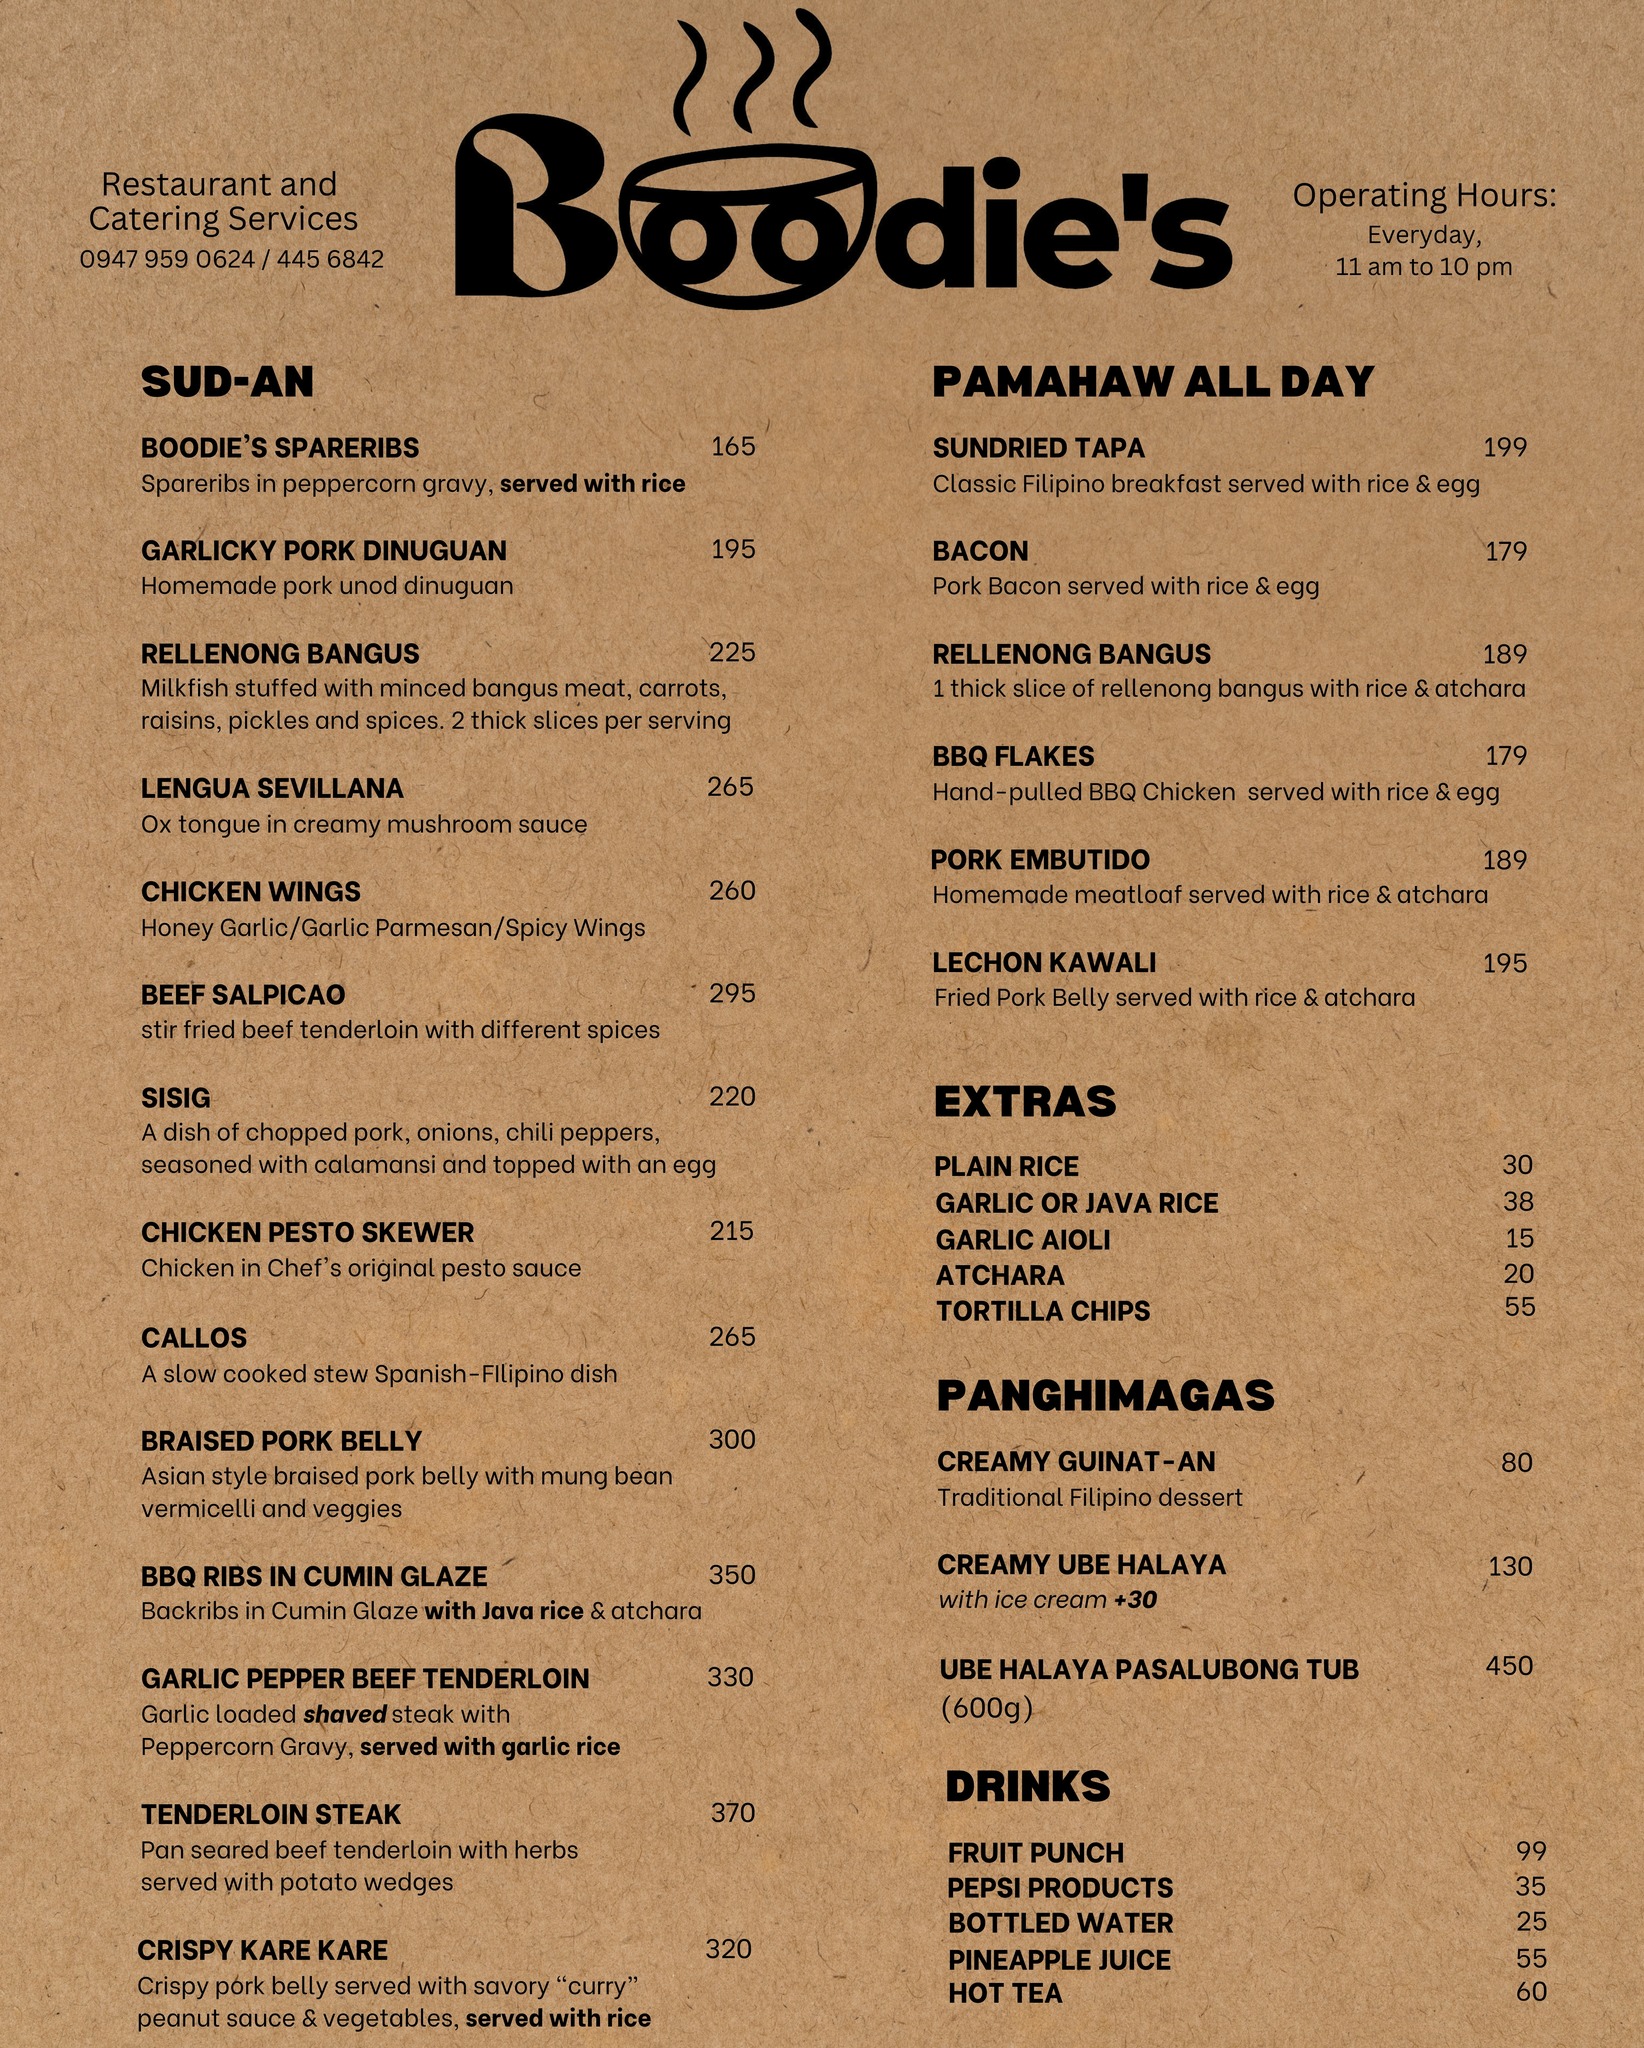 Restaurant and
Catering Services
0947 959 0624 / 445 6842
Boodie's
Operating Hours:
Everyday,
11 am to 10 pm
SUD-AN
BOODIE'S SPARERIBS 165
Spareribs in peppercorn gravy, served with rice
GARLICKY PORK DINUGUAN 195
Homemade pork unod dinuguan
RELLENONG BANGUS 225
Milkfish stuffed with minced bangus meat, carrots,
raisins, pickles and spices. 2 thick slices per serving
LENGUA SEVILLANA 265
Ox tongue in creamy mushroom sauce
CHICKEN WINGS 260
Honey Garlic/Garlic Parmesan/Spicy Wings
BEEF SALPICAO 295
stir fried beef tenderloin with different spices
SISIG 220
A dish of chopped pork, onions, chili peppers,
seasoned with calamansi and topped with an egg
CHICKEN PESTO SKEWER 215
Chicken in Chef's original pesto sauce
CALLOS 265
A slow cooked stew Spanish-FIlipino dish
BRAISED PORK BELLY 300
Asian style braised pork belly with mung bean
vermicelli and veggies
BBQ RIBS IN CUMIN GLAZE 350
Backribs in Cumin Glaze with Java rice & atchara
GARLIC PEPPER BEEF TENDERLOIN 330
Garlic loaded shaved steak with
Peppercorn Gravy, served with garlic rice
TENDERLOIN STEAK 370
Pan seared beef tenderloin with herbs
served with potato wedges
CRISPY KARE KARE 320
Crispy pork belly served with savory “curry”
peanut sauce & vegetables, served with rice
PAMAHAW ALL DAY
SUNDRIED TAPA 199
Classic Filipino breakfast served with rice & egg
BACON 179
Pork Bacon served with rice & egg
RELLENONG BANGUS 189
1 thick slice of rellenong bangus with rice & atchara
BBQ FLAKES 179
Hand-pulled BBQ Chicken served with rice & egg
PORK EMBUTIDO 189
Homemade meatloaf served with rice & atchara
LECHON KAWALI 195
Fried Pork Belly served with rice & atchara
EXTRAS
PLAIN RICE 30
GARLIC OR JAVA RICE 38
GARLIC AIOLI 15
ATCHARA 20
TORTILLA CHIPS 55
PANGHIMAGAS
CREAMY GUINAT-AN 80
Traditional Filipino dessert
CREAMY UBE HALAYA 130
with ice cream +30
UBE HALAYA PASALUBONG TUB 450
(600g)
DRINKS
FRUIT PUNCH 99
PEPSI PRODUCTS 35
BOTTLED WATER 25
PINEAPPLE JUICE 55
HOT TEA 60